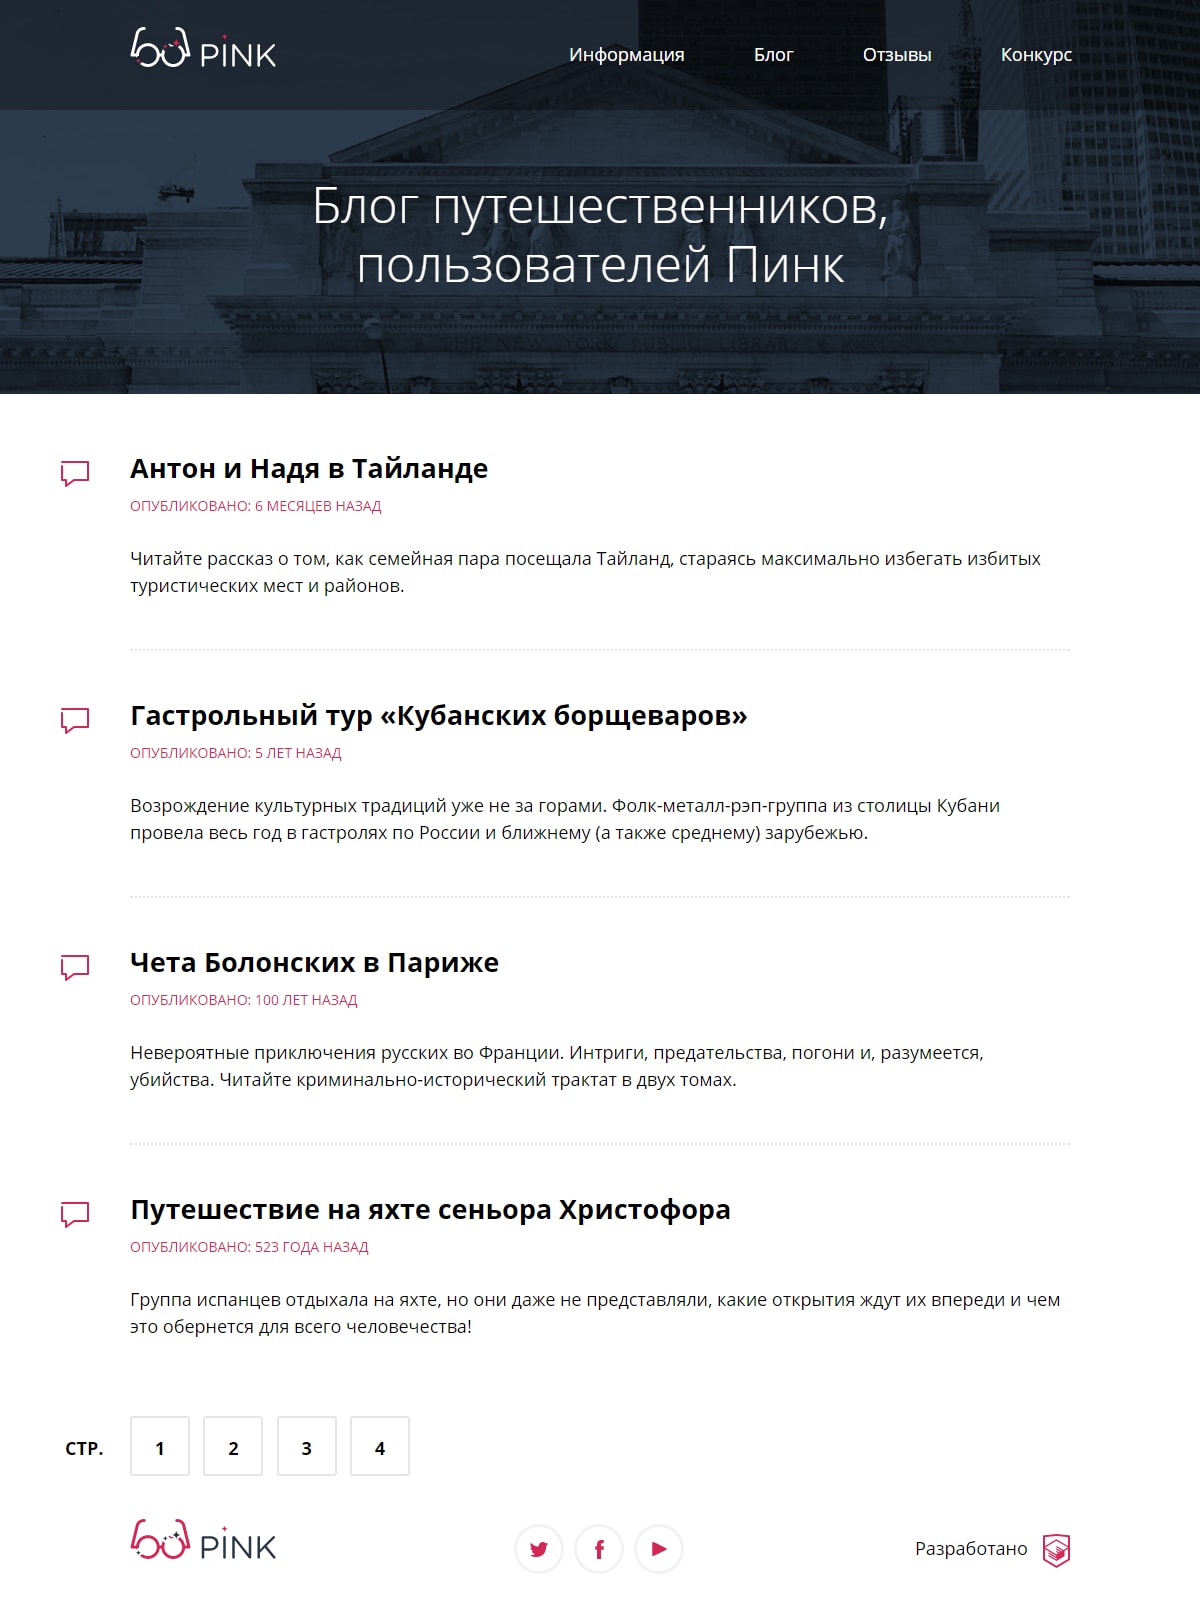 PINK
Информация
Блог
Отзывы
Конкурс
Блог путешественников,
пользователей Пинк
THE NEW YORK PUBLIC LIBRARY
Антон и Надя в Тайланде
ОПУБЛИКОВАНО: 6 МЕСЯЦЕВ НАЗАД
Читайте рассказ о том, как семейная пара посещала Тайланд, стараясь максимально избегать избитых
туристических мест и районов.
Гастрольный тур «Кубанских борщеваров»
ОПУБЛИКОВАНО: 5 ЛЕТ НАЗАД
Возрождение культурных традиций уже не за горами. Фолк-металл-рэп-группа из столицы Кубани
провела весь год в гастролях по России и ближнему (а также среднему) зарубежью.
Чета Болонских в Париже
ОПУБЛИКОВАНО: 100 ЛЕТ НАЗАД
Невероятные приключения русских во Франции. Интриги, предательства, погони и, разумеется,
убийства. Читайте криминально-исторический трактат в двух томах.
Путешествие на яхте сеньора Христофора
ОПУБЛИКОВАНО: 523 ГОДА НАЗАД
Группа испанцев отдыхала на яхте, но они даже не представляли, какие открытия ждут их впереди и чем
это обернется для всего человечества!
СТР. 1 2 3 4
PINK
Разработано